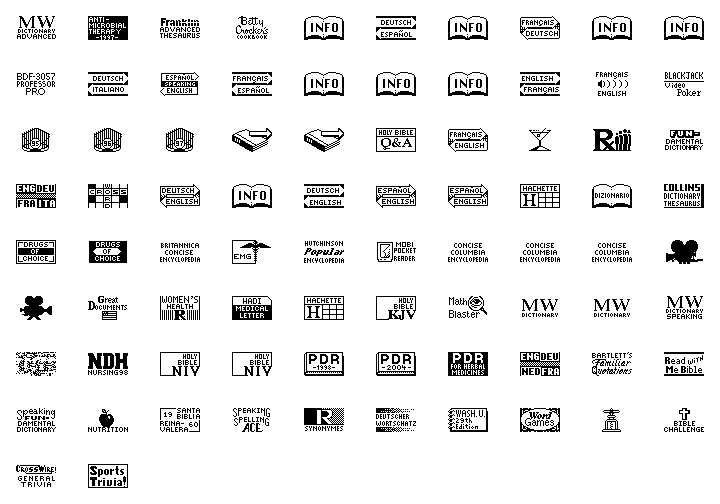 MW
DICTIONARY
ADVANCED
ANTI-
MICROBIAL
THERAPY
-1997-
Franklin
ADVANCED
THESAURUS
Betty
Crocker's
COOKBOOK
INFO
DEUTSCH
ESPAÑOL
INFO
FRANÇAIS
DEUTSCH
INFO
INFO
BDF-3057
PROFESSOR
PRO
DEUTSCH
ITALIANO
ESPAÑOL
SPEAKING
ENGLISH
FRANÇAIS
ESPAÑOL
INFO
INFO
INFO
ENGLISH
FRANÇAIS
FRANÇAIS
ENGLISH
BLACKJACK
Video
Poker
95
96
97
HOLY BIBLE
Q&A
FRANÇAIS
ENGLISH
Rx
FUN-
DAMENTAL
DICTIONARY
ENG DEU
FRA ITA
CROSS
WORD
DEUTSCH
ENGLISH
INFO
DEUTSCH
ENGLISH
ESPAÑOL
ENGLISH
ESPAÑOL
ENGLISH
HACHETTE
H
DIZIONARIO
COLLINS
DICTIONARY
THESAURUS
DRUGS
OF
CHOICE
DRUGS
OF
CHOICE
BRITANNICA
CONCISE
ENCYCLOPEDIA
EMG
HUTCHINSON
Popular
ENCYCLOPEDIA
MOBI
POCKET
READER
CONCISE
COLUMBIA
ENCYCLOPEDIA
CONCISE
COLUMBIA
ENCYCLOPEDIA
CONCISE
COLUMBIA
ENCYCLOPEDIA
Great
Documents
WOMEN'S
HEALTH
R
HADI
MEDICAL
LETTER
HACHETTE
H
HOLY
BIBLE
KJV
Math
Blaster
MW
DICTIONARY
MW
DICTIONARY
MW
DICTIONARY
SPEAKING
NDH
NURSING98
HOLY
BIBLE
NIV
HOLY
BIBLE
NIV
PDR
-1998-
PDR
-2004-
PDR
FOR HERBAL
MEDICINES
ENG DEU
NED FRA
BARTLETT'S
Familiar
Quotations
Read with
Me Bible
Speaking
FUN-
DAMENTAL
DICTIONARY
NUTRITION
19 SANTA
BIBLIA
REINA- 60
VALERA
SPEAKING
SPELLING
ACE
R
SYNONYMES
DEUTSCHER
WORTSCHATZ
WASH.U.
29th
Edition
Word
Games
BIBLE
CHALLENGE
CROSSWIRE!
GENERAL
TRIVIA
Sports
Trivia!